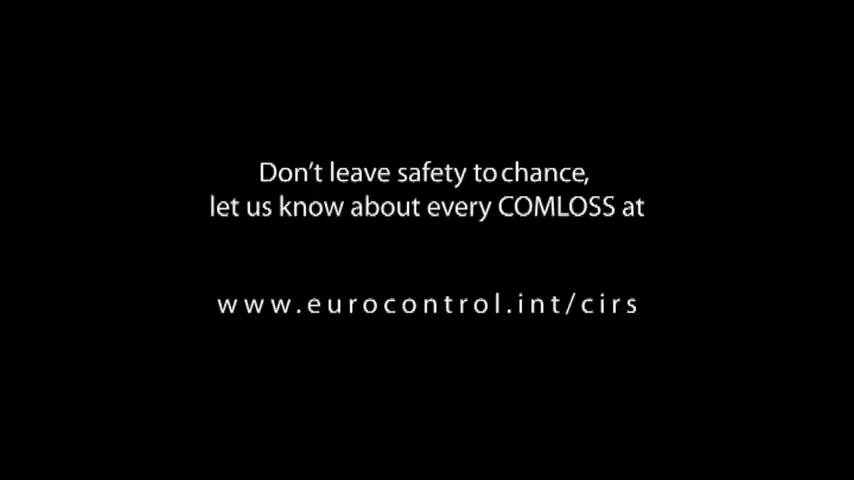 Don't leave safety to chance,
let us know about every COMLOSS at
www.eurocontrol.int/cirs